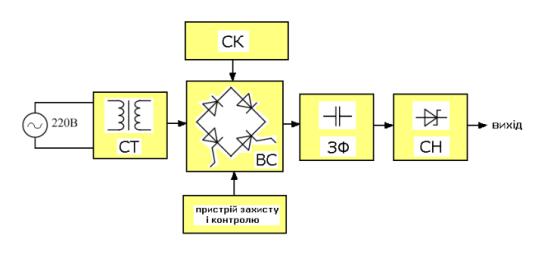 СК
220В
СТ
ВС
ЗФ
СН
вихід
пристрій захисту
і контролю